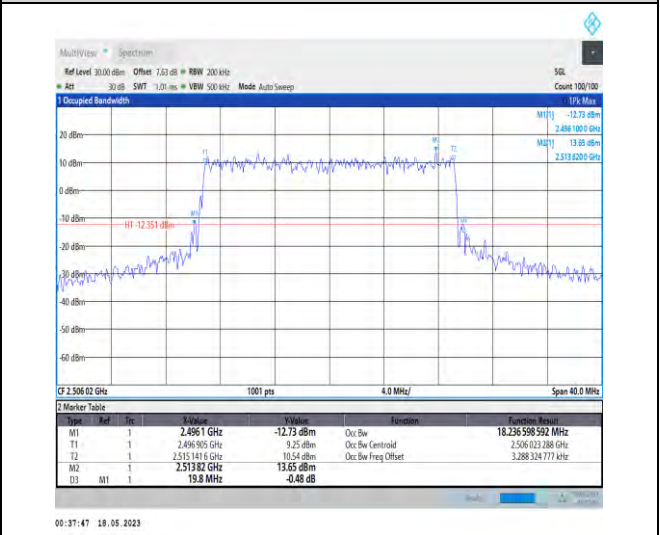 MultiView Spectrum
Ref Level 30.00 dBm Offset 7.63 dB RBW 200 kHz SGL
Att 30 dB SWT 1.01 ms VBW 500 kHz Mode Auto Sweep Count 100/100
1 Occupied Bandwidth 1Pk Max
M1[1] -12.73 dBm
2.496 1000 GHz
M2[1] 13.65 dBm
2.513 8200 GHz
20 dBm
M2
T1
T2
10 dBm
0 dBm
-10 dBm
M1
H1 -12.351 dBm
-20 dBm
-30 dBm
-40 dBm
-50 dBm
-60 dBm
CF 2.506 02 GHz 1001 pts 4.0 MHz/ Span 40.0 MHz
2 Marker Table
Type Ref Trc X-Value Y-Value Function Function Result
M1 1 2.496 1 GHz -12.73 dBm Occ Bw 18.236 598 592 MHz
T1 1 2.496 905 GHz 9.25 dBm Occ Bw Centroid 2.506 023 288 GHz
T2 1 2.515 141 6 GHz 10.54 dBm Occ Bw Freq Offset 3.288 324 777 kHz
M2 1 2.513 82 GHz 13.65 dBm
D3 M1 1 19.8 MHz -0.48 dB
00:37:47 18.05.2023